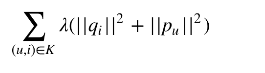 ∑_{(u,i)∈K} λ(||q_i||² + ||p_u||²)